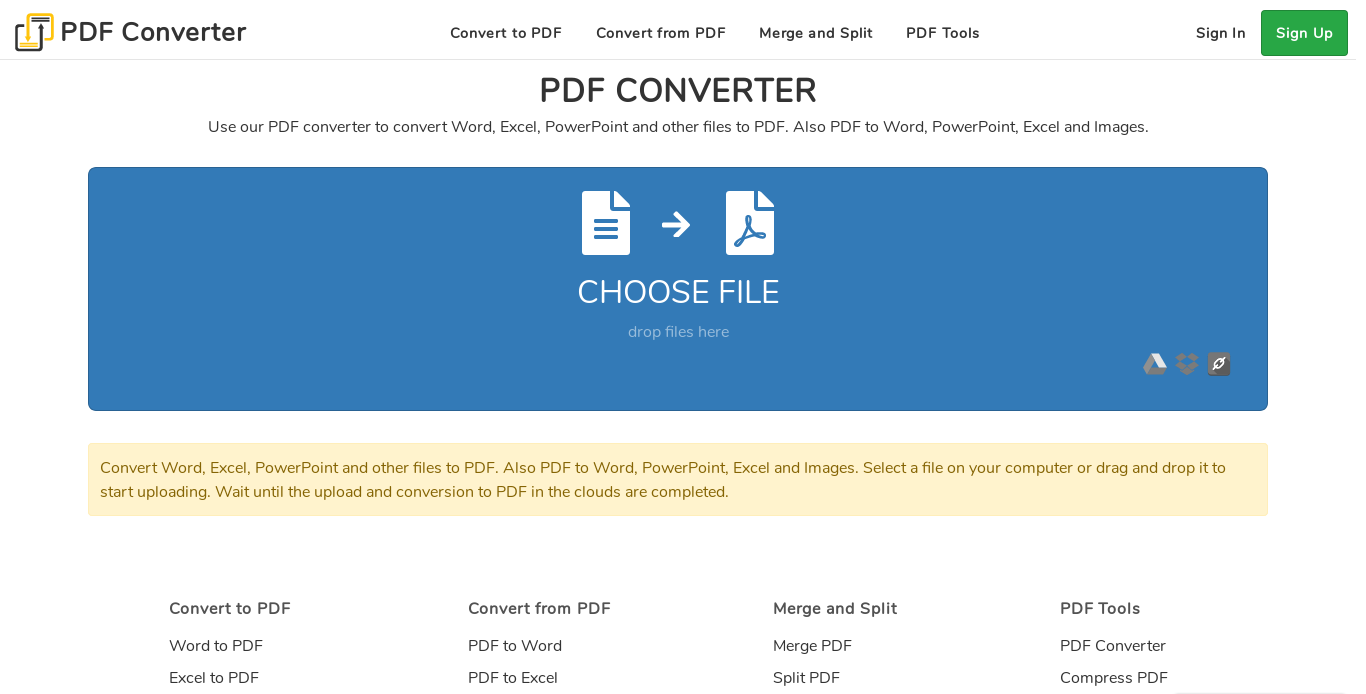 PDF Converter
Convert to PDF
Convert from PDF
Merge and Split
PDF Tools
Sign In
Sign Up
PDF CONVERTER
Use our PDF converter to convert Word, Excel, PowerPoint and other files to PDF. Also PDF to Word, PowerPoint, Excel and Images.
CHOOSE FILE
drop files here
Convert Word, Excel, PowerPoint and other files to PDF. Also PDF to Word, PowerPoint, Excel and Images. Select a file on your computer or drag and drop it to
start uploading. Wait until the upload and conversion to PDF in the clouds are completed.
Convert to PDF
Word to PDF
Excel to PDF
Convert from PDF
PDF to Word
PDF to Excel
Merge and Split
Merge PDF
Split PDF
PDF Tools
PDF Converter
Compress PDF